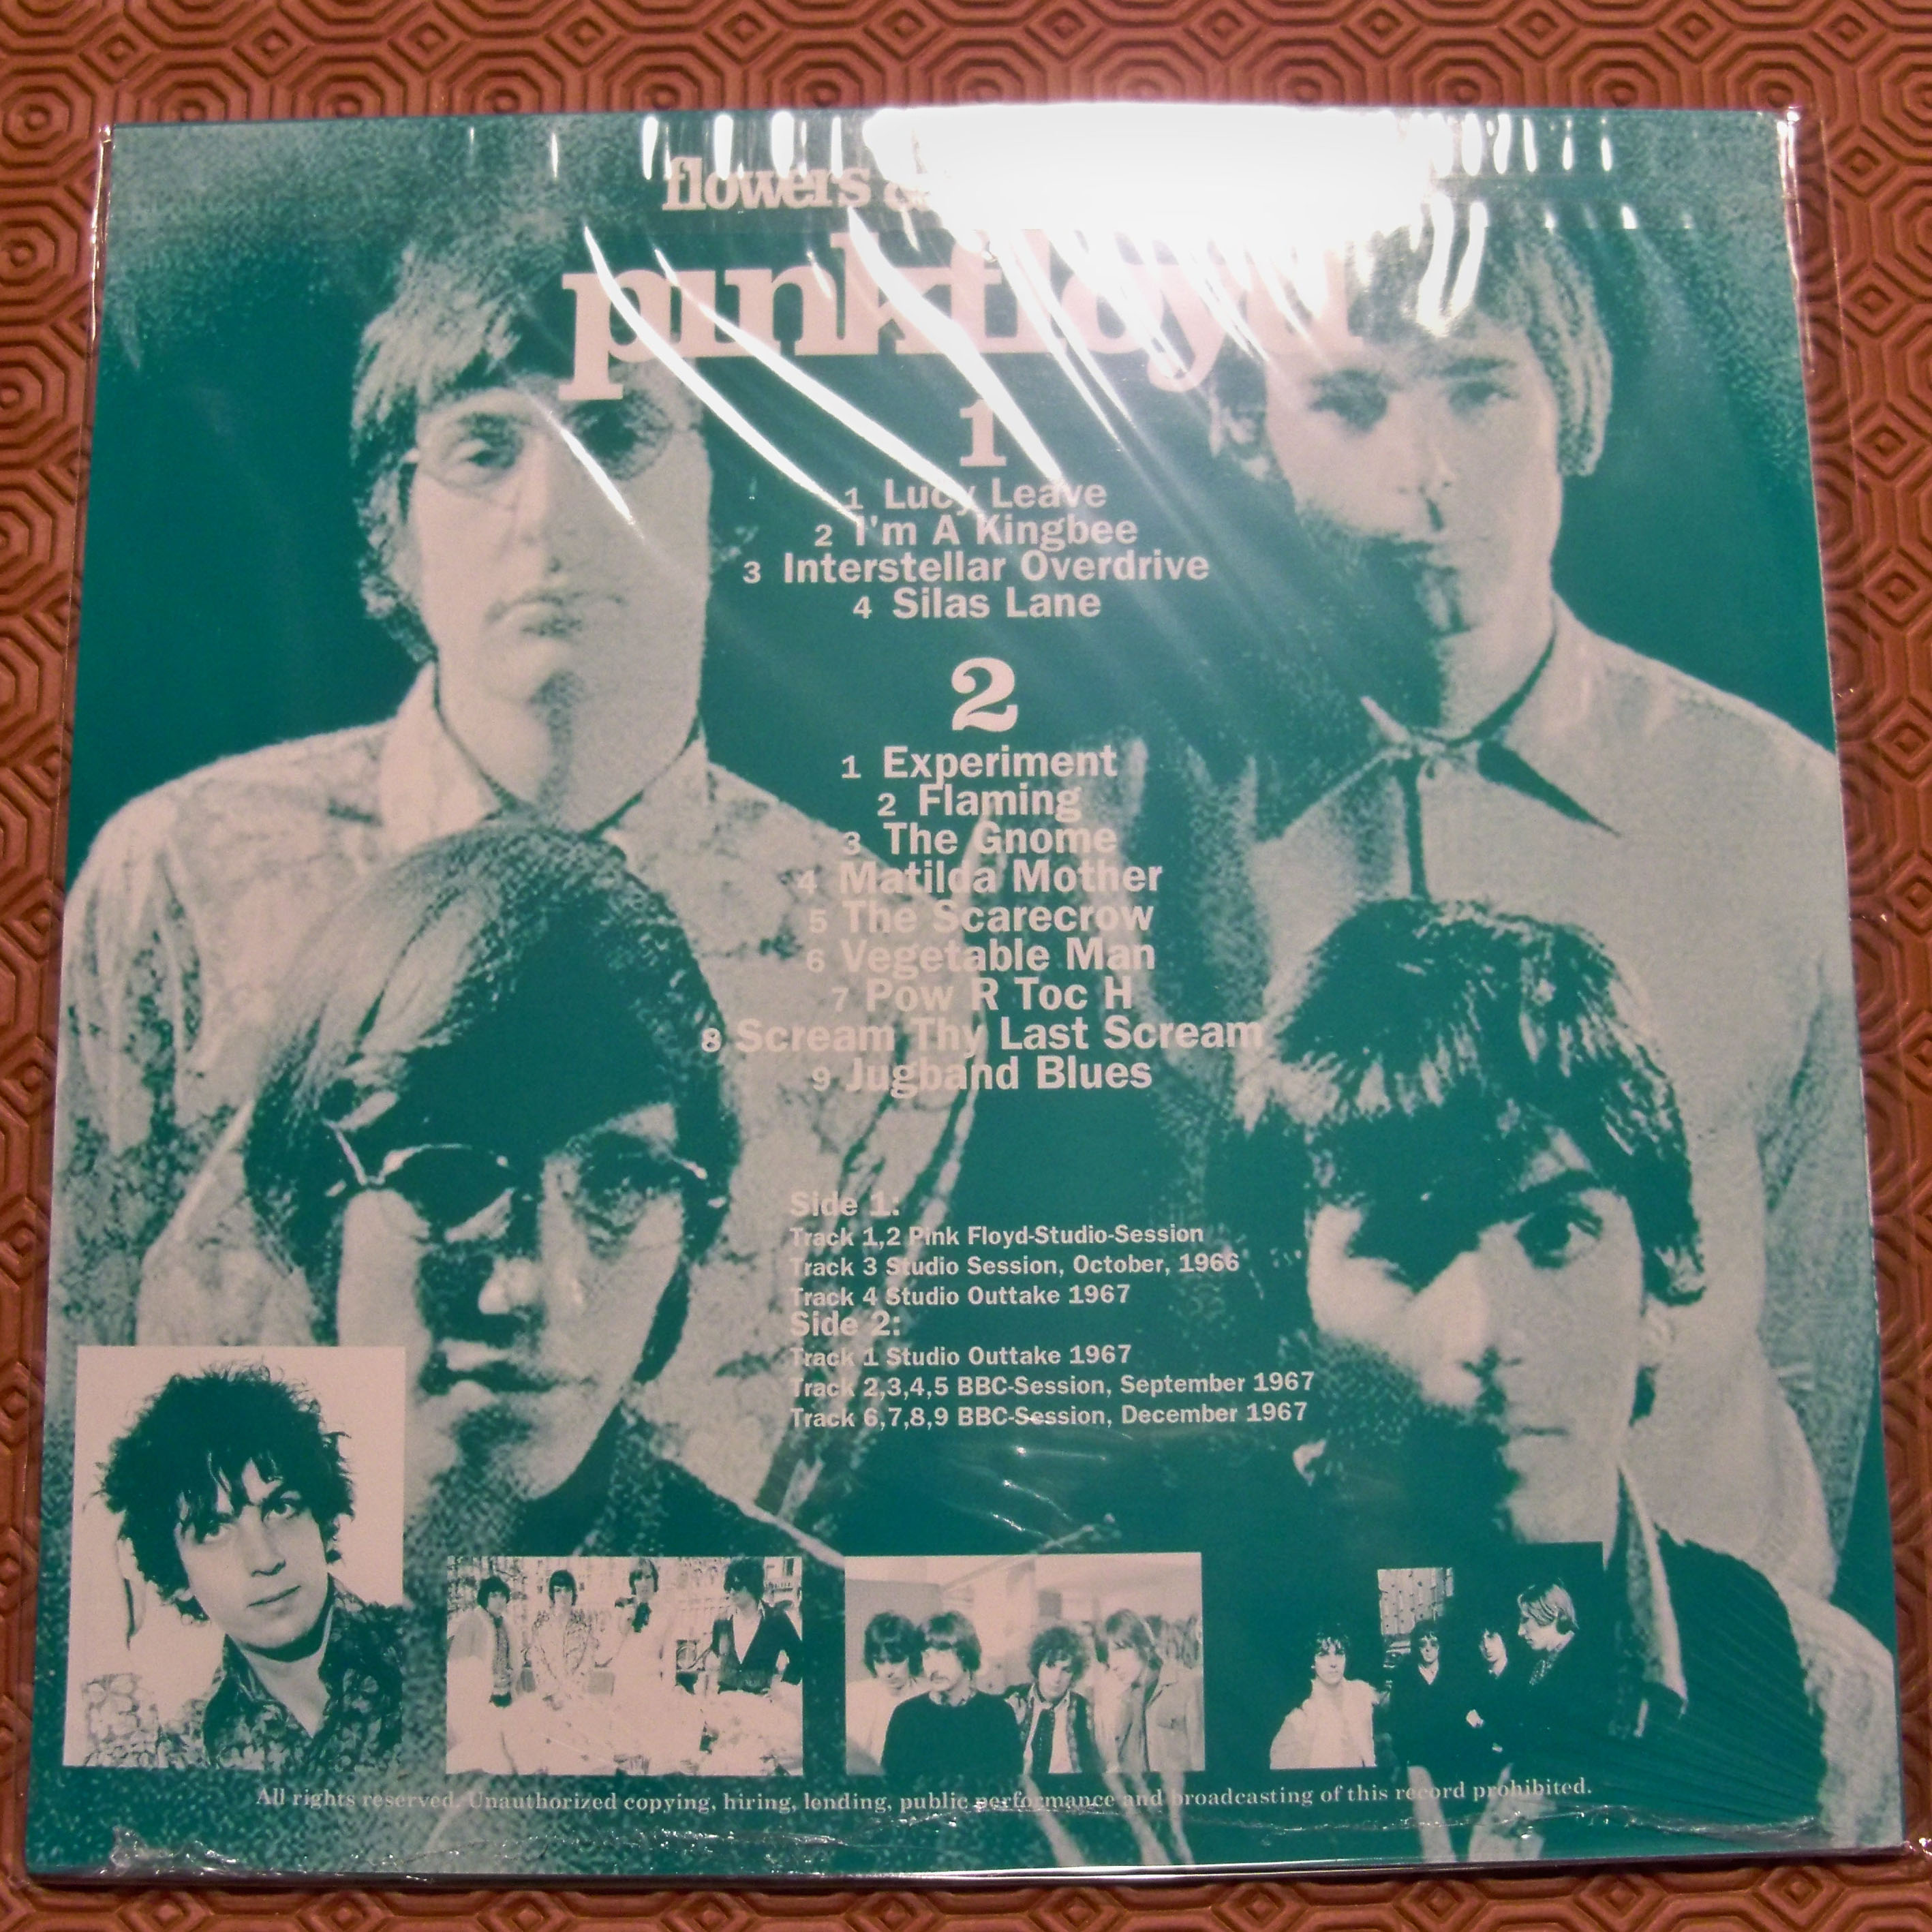 flowers &
pinkfloyd
1
1 Lucy Leave
2 I'm A Kingbee
3 Interstellar Overdrive
4 Silas Lane
2
1 Experiment
2 Flaming
3 The Gnome
4 Matilda Mother
5 The Scarecrow
6 Vegetable Man
7 Pow R Toc H
8 Scream Thy Last Scream
9 Jugband Blues
Side 1:
Track 1,2 Pink Floyd-Studio-Session
Track 3 Studio Session, October, 1966
Track 4 Studio Outtake 1967
Side 2:
Track 1 Studio Outtake 1967
Track 2,3,4,5 BBC-Session, September 1967
Track 6,7,8,9 BBC-Session, December 1967
All rights reserved. Unauthorized copying, hiring, lending, public performance and broadcasting of this record prohibited.